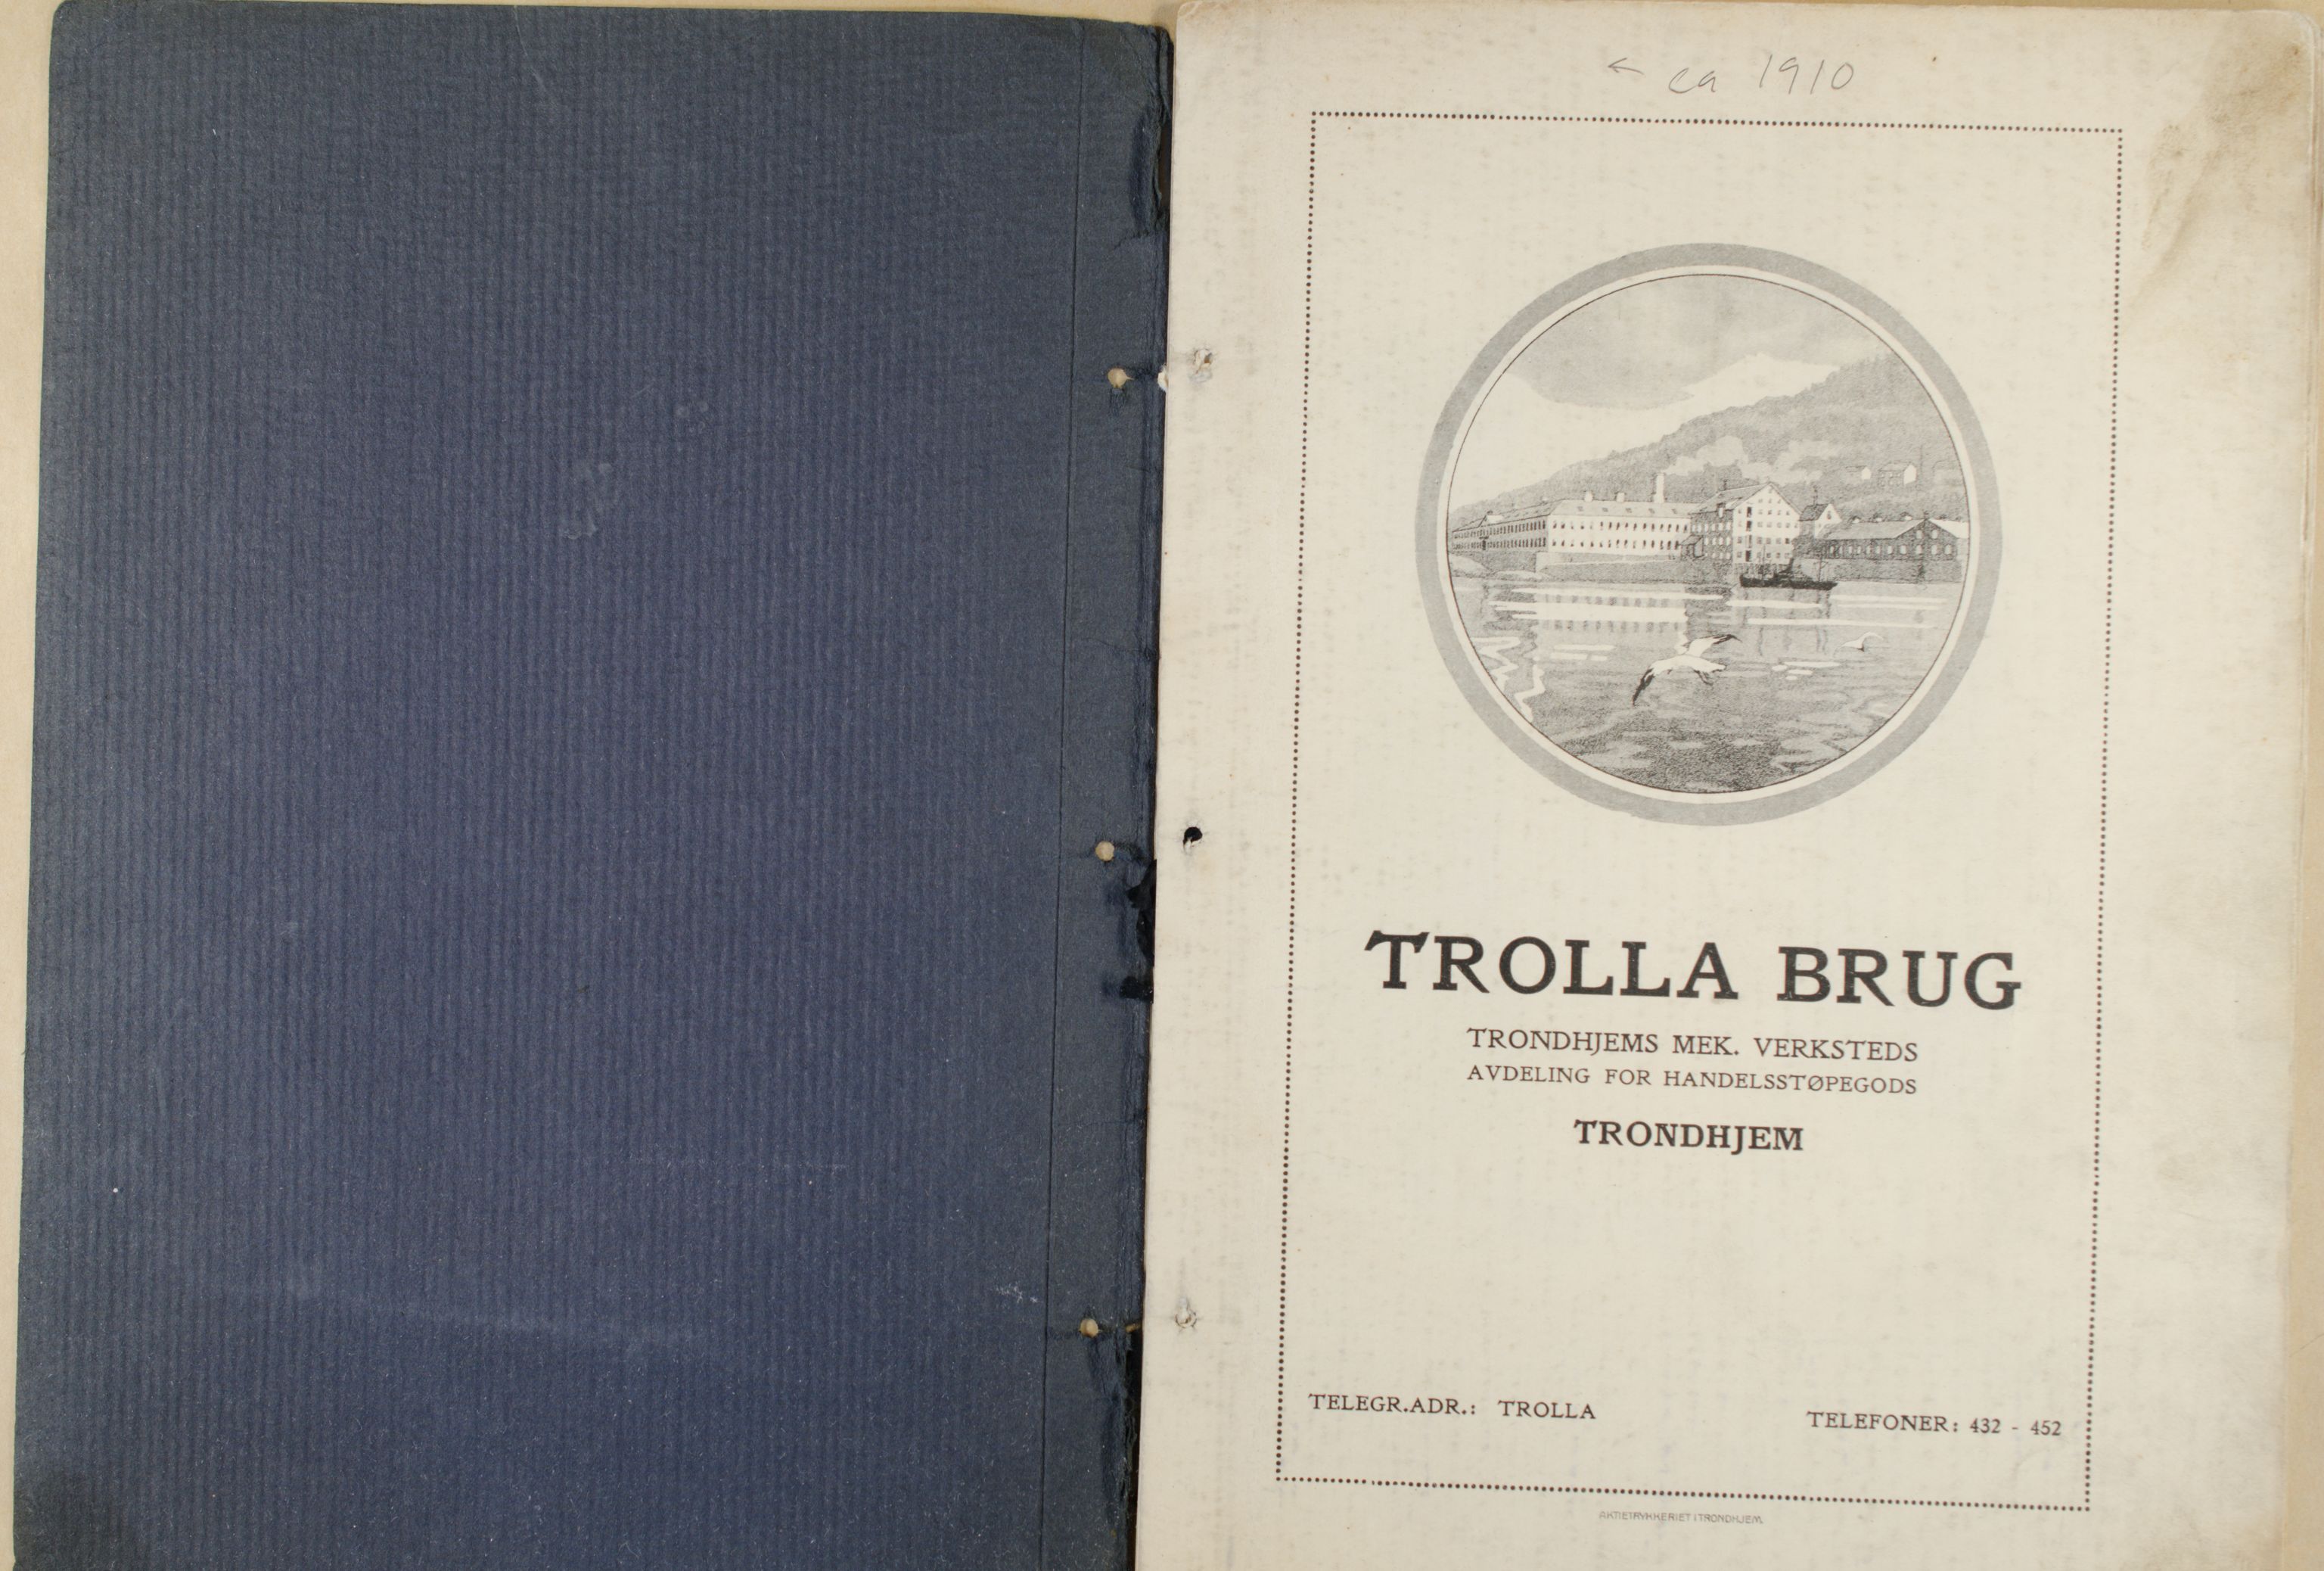 ← ca 1910
TROLLA BRUG
TRONDHJEMS MEK. VERKSTEDS
AVDELING FOR HANDELSSTØPEGODS
TRONDHJEM
TELEGR.ADR.: TROLLA
TELEFONER: 432 - 452
AKTIETRYKKERIET I TRONDHJEM.